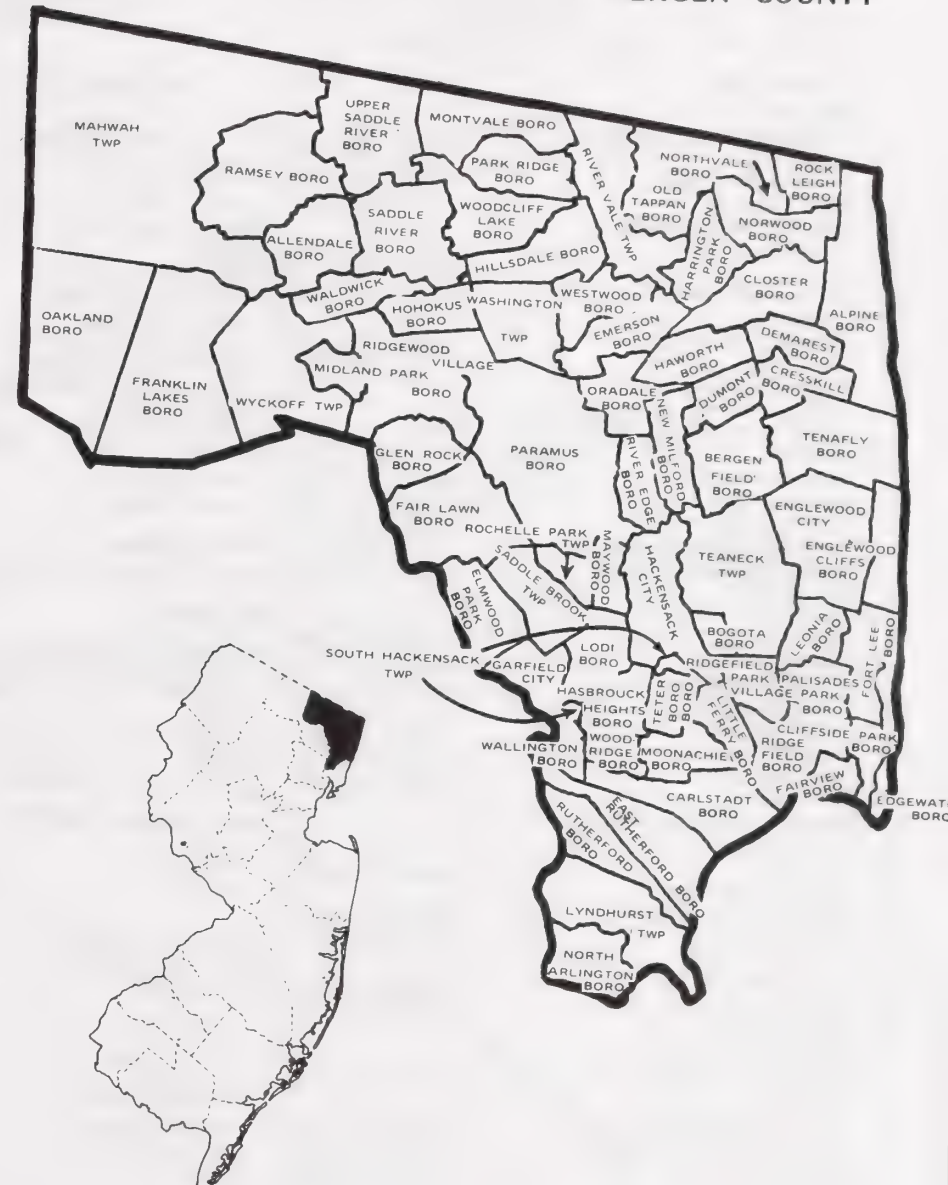 COUNTY
MAHWAH
TWP
UPPER
SADDLE
RIVER
BORO
MONTVALE BORO
RAMSEY BORO
PARK RIDGE
BORO
RIVER VALE TWP
NORTHVALE
BORO
OLD
TAPPAN
BORO
ROCK
LEIGH
BORO
ALLENDALE
BORO
SADDLE
RIVER
BORO
WOODCLIFF
LAKE
BORO
HARRINGTON
PARK
BORO
NORWOOD
BORO
HILLSDALE BORO
CLOSTER
BORO
ALPINE
BORO
OAKLAND
BORO
WALDWICK
BORO
HOHOKUS
BORO
WASHINGTON
TWP
WESTWOOD
BORO
EMERSON
BORO
DEMAREST
BORO
HAWORTH
BORO
CRESSKILL
BORO
FRANKLIN
LAKES
BORO
WYCKOFF TWP
RIDGEWOOD
VILLAGE
MIDLAND PARK
BORO
ORADALE
BORO
DUMONT
BORO
NEW MILFORD
BORO
TENAFLY
BORO
GLEN ROCK
BORO
PARAMUS
BORO
RIVER EDGE
BORO
BERGEN
FIELD
BORO
FAIR LAWN
BORO
ENGLEWOOD
CITY
ROCHELLE PARK
TWP
MAYWOOD
BORO
HACKENSACK
CITY
TEANECK
TWP
ENGLEWOOD
CLIFFS
BORO
ELMWOOD
PARK
BORO
SADDLE BROOK
TWP
BOGOTA
BORO
LEONIA
BORO
FORT LEE
BORO
SOUTH HACKENSACK
TWP
GARFIELD
CITY
LODI
BORO
RIDGEFIELD
PARK
VILLAGE
PALISADES
PARK
BORO
HASBROUCK
HEIGHTS
BORO
TETER
BORO
BORO
LITTLE
FERRY
BORO
CLIFFSIDE PARK
BORO
WALLINGTON
BORO
WOOD-
RIDGE
BORO
MOONACHIE
BORO
RIDGE
FIELD
BORO
FAIRVIEW
BORO
BORO
CARLSTADT
BORO
EAST
RUTHERFORD BORO
RUTHERFORD
BORO
LYNDHURST
TWP
NORTH
ARLINGTON
BORO